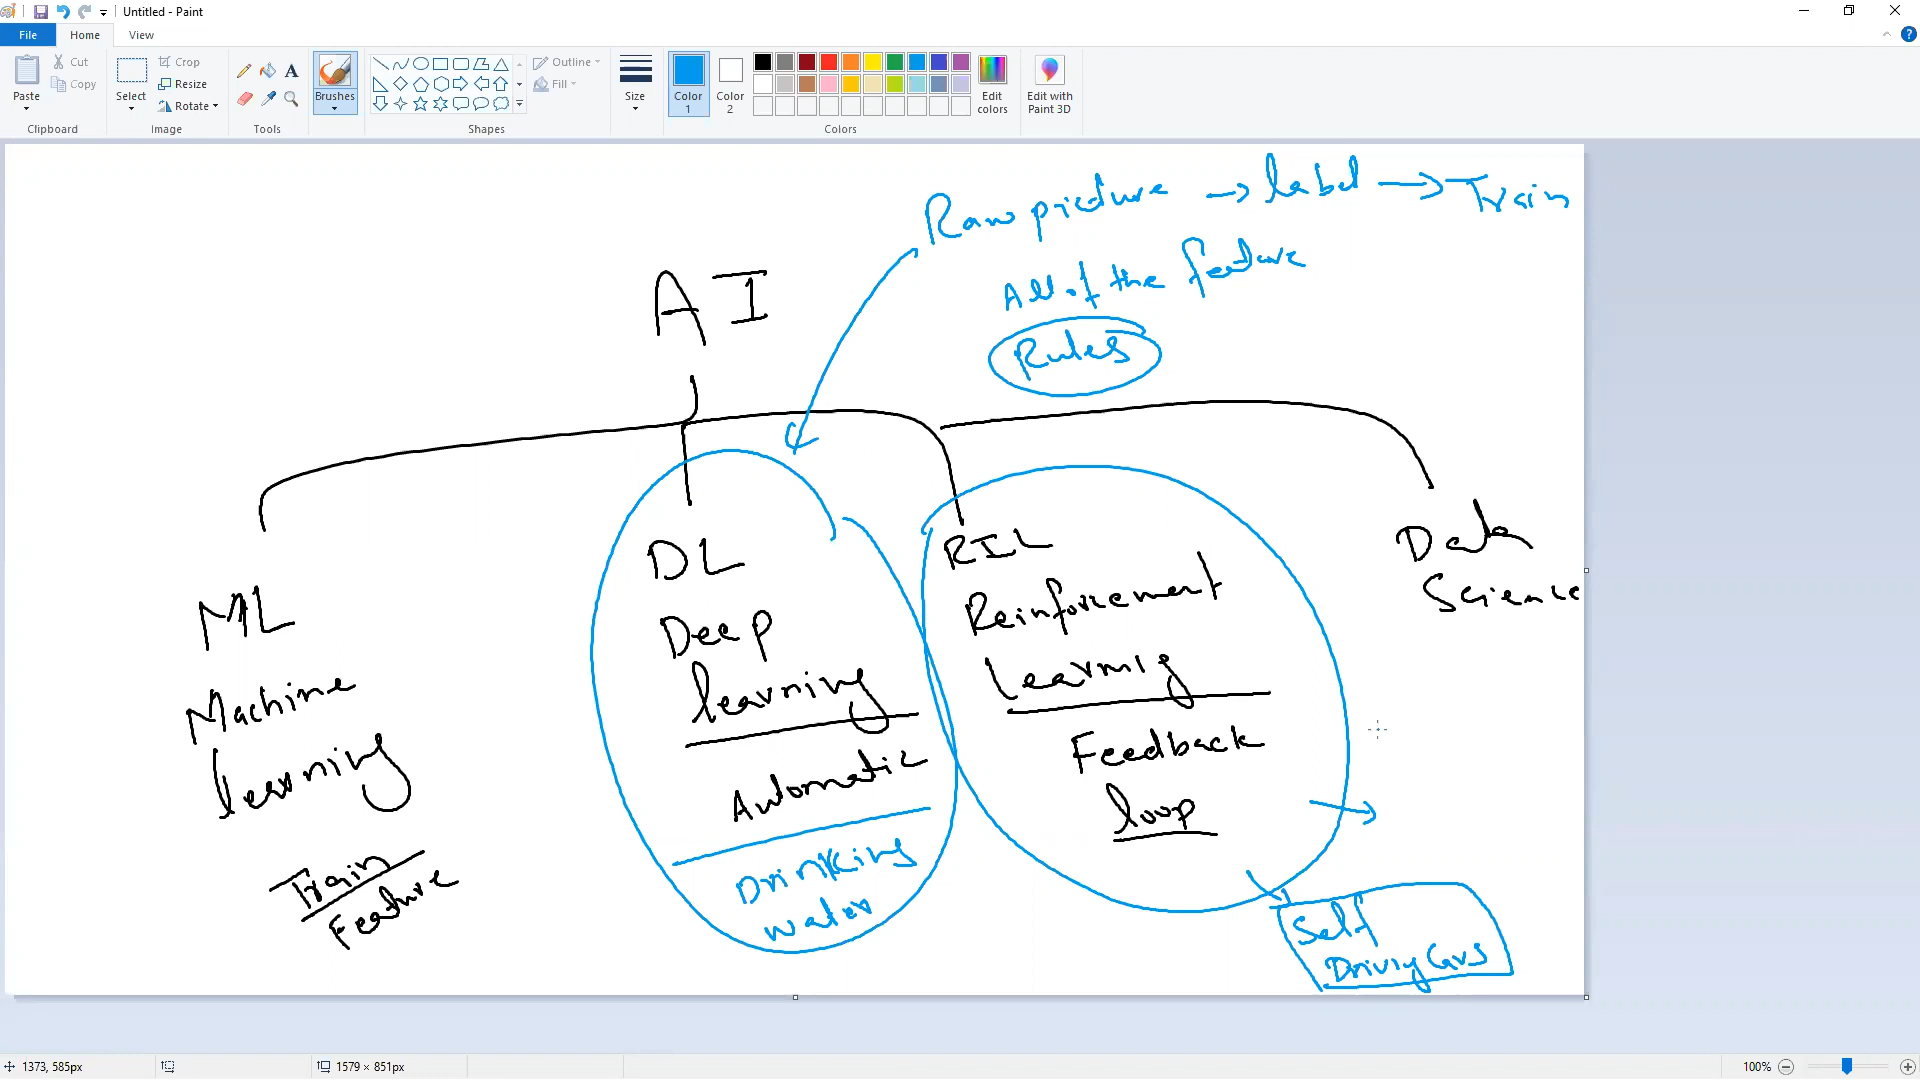 Untitled - Paint
File Home View
Paste
Cut
Copy
Clipboard
Select
Crop
Resize
Rotate
Image
Tools
Brushes
Shapes
Outline
Fill
Size
Color 1
Color 2
Colors
Edit colors
Edit with Paint 3D
Raw picture → label → Train
All of the feature
Rules
AI
ML
Machine
learning
Train
Feature
DL
Deep
learning
Automatic
Drinking
water
RIL
Reinforcement
Learnig
Feedback
loop
Self
Driving Cars
Data
Science
1373, 585px
1579 × 851px
100%